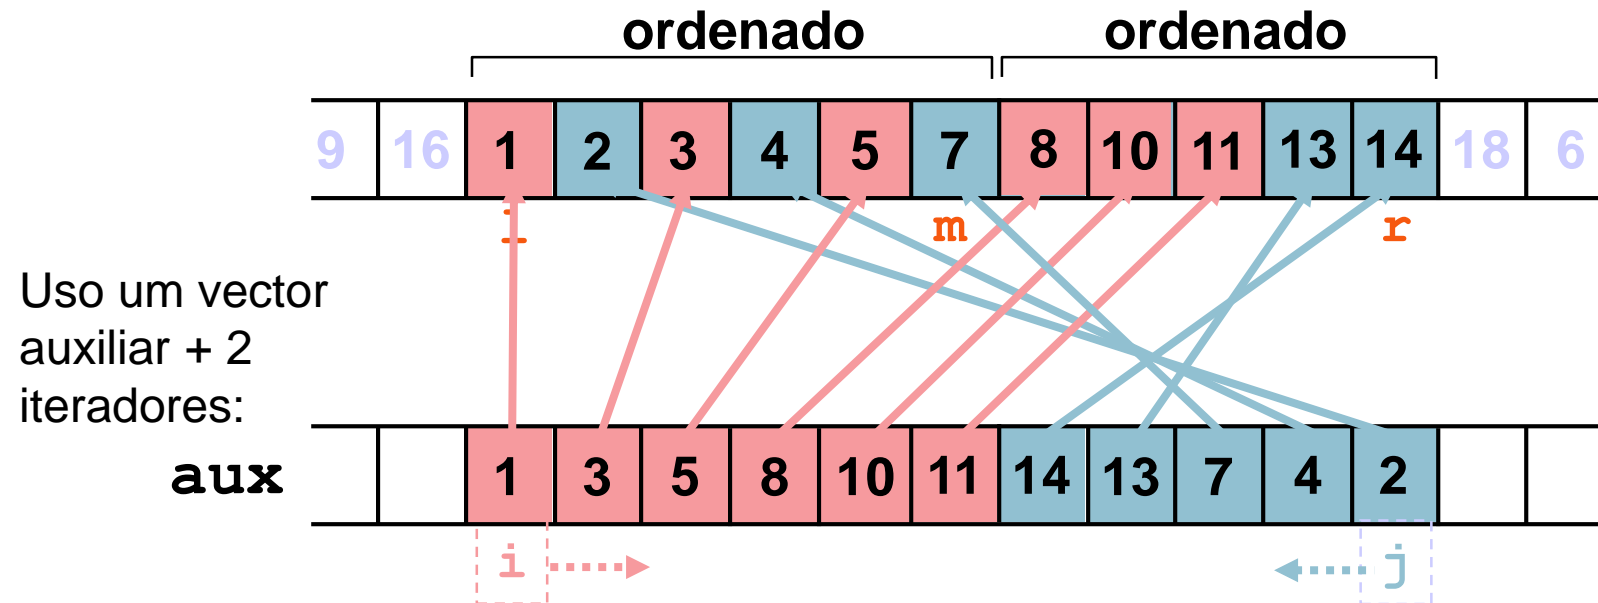 ordenado ordenado
9 16 1 2 3 4 5 7 8 10 11 13 14 18 6
l m r
Uso um vector
auxiliar + 2
iteradores:
aux 1 3 5 8 10 11 14 13 7 4 2
i j